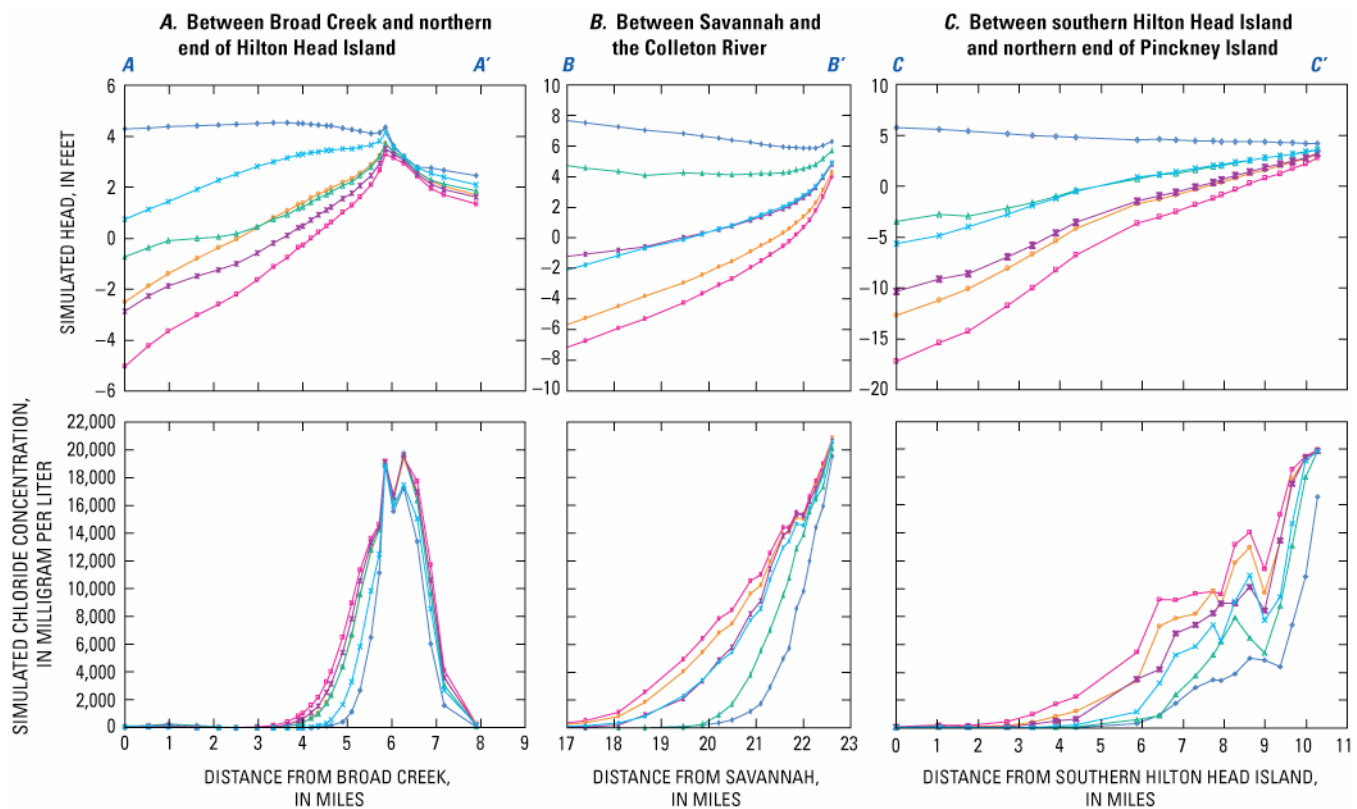 A. Between Broad Creek and northern
end of Hilton Head Island
B. Between Savannah and
the Colleton River
C. Between southern Hilton Head Island
and northern end of Pinckney Island
A A′
B B′
C C′
SIMULATED HEAD, IN FEET
6
4
2
0
–2
–4
–6
10
8
6
4
2
0
–2
–4
–6
–8
–10
10
5
0
–5
–10
–15
–20
SIMULATED CHLORIDE CONCENTRATION,
IN MILLIGRAM PER LITER
22,000
20,000
18,000
16,000
14,000
12,000
10,000
8,000
6,000
4,000
2,000
0
0 1 2 3 4 5 6 7 8 9
DISTANCE FROM BROAD CREEK,
IN MILES
17 18 19 20 21 22 23
DISTANCE FROM SAVANNAH,
IN MILES
0 1 2 3 4 5 6 7 8 9 10 11
DISTANCE FROM SOUTHERN HILTON HEAD ISLAND,
IN MILES